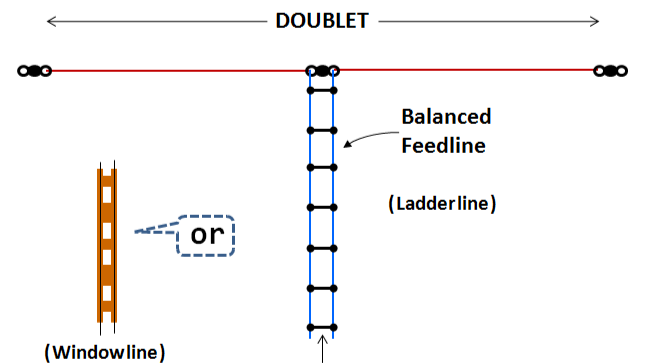 DOUBLET
Balanced
Feedline
(Ladderline)
or
(Windowline)